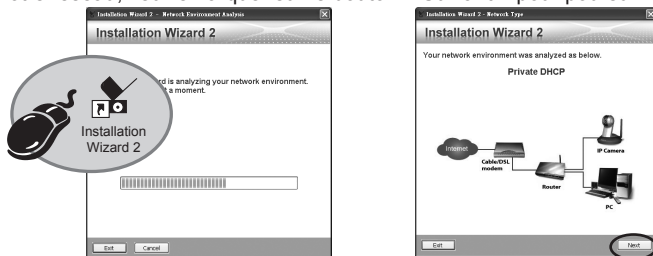 Installation Wizard 2 - Network Environment Analysis
Installation Wizard 2
is analyzing your network environment.
a moment.
Installation
Wizard 2
Exit Cancel
Installation Wizard 2 - Network Type
Installation Wizard 2
Your network environment was analyzed as below.
Private DHCP
Internet
Cable/DSL
modem
Router
IP Camera
PC
Exit Next